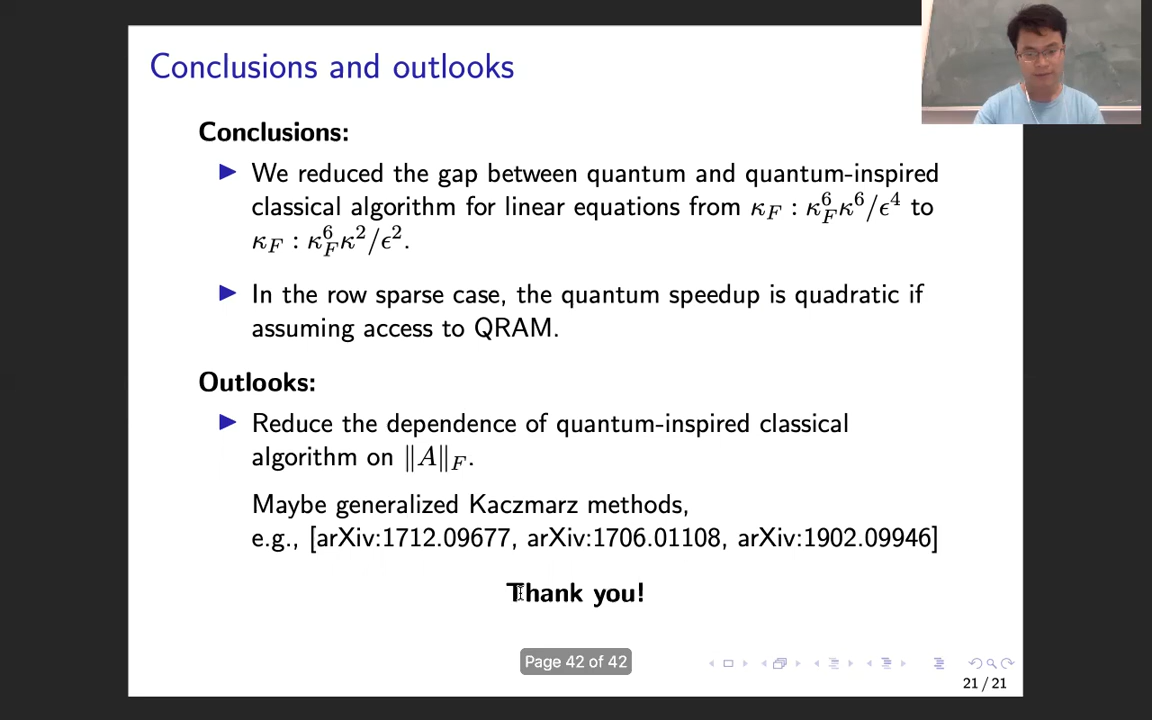 Conclusions and outlooks
Conclusions:
We reduced the gap between quantum and quantum-inspired
classical algorithm for linear equations from κ_F : κ_F^6 κ^6/ϵ^4 to
κ_F : κ_F^6 κ^2/ϵ^2.
In the row sparse case, the quantum speedup is quadratic if
assuming access to QRAM.
Outlooks:
Reduce the dependence of quantum-inspired classical
algorithm on ‖A‖_F.
Maybe generalized Kaczmarz methods,
e.g., [arXiv:1712.09677, arXiv:1706.01108, arXiv:1902.09946]
Thank you!
Page 42 of 42
21 / 21